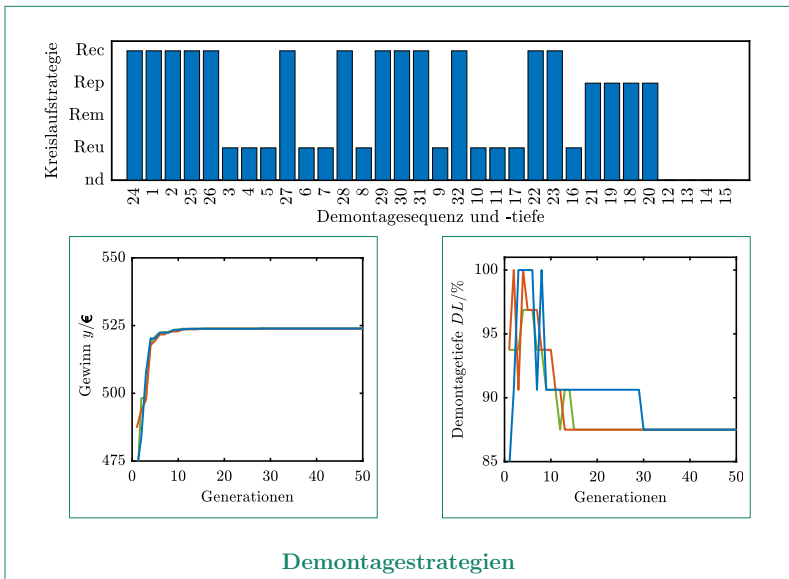 Kreislaufstrategie
Rec
Rep
Rem
Reu
nd
24 1 2 25 26 3 4 5 27 6 7 28 8 29 30 31 9 32 10 11 17 22 23 16 21 19 18 20 12 13 14 15
Demontagesequenz und -tiefe
Gewinn y/€
550
525
500
475
0 10 20 30 40 50
Generationen
Demontagetiefe DL/%
100
95
90
85
0 10 20 30 40 50
Generationen
Demontagestrategien